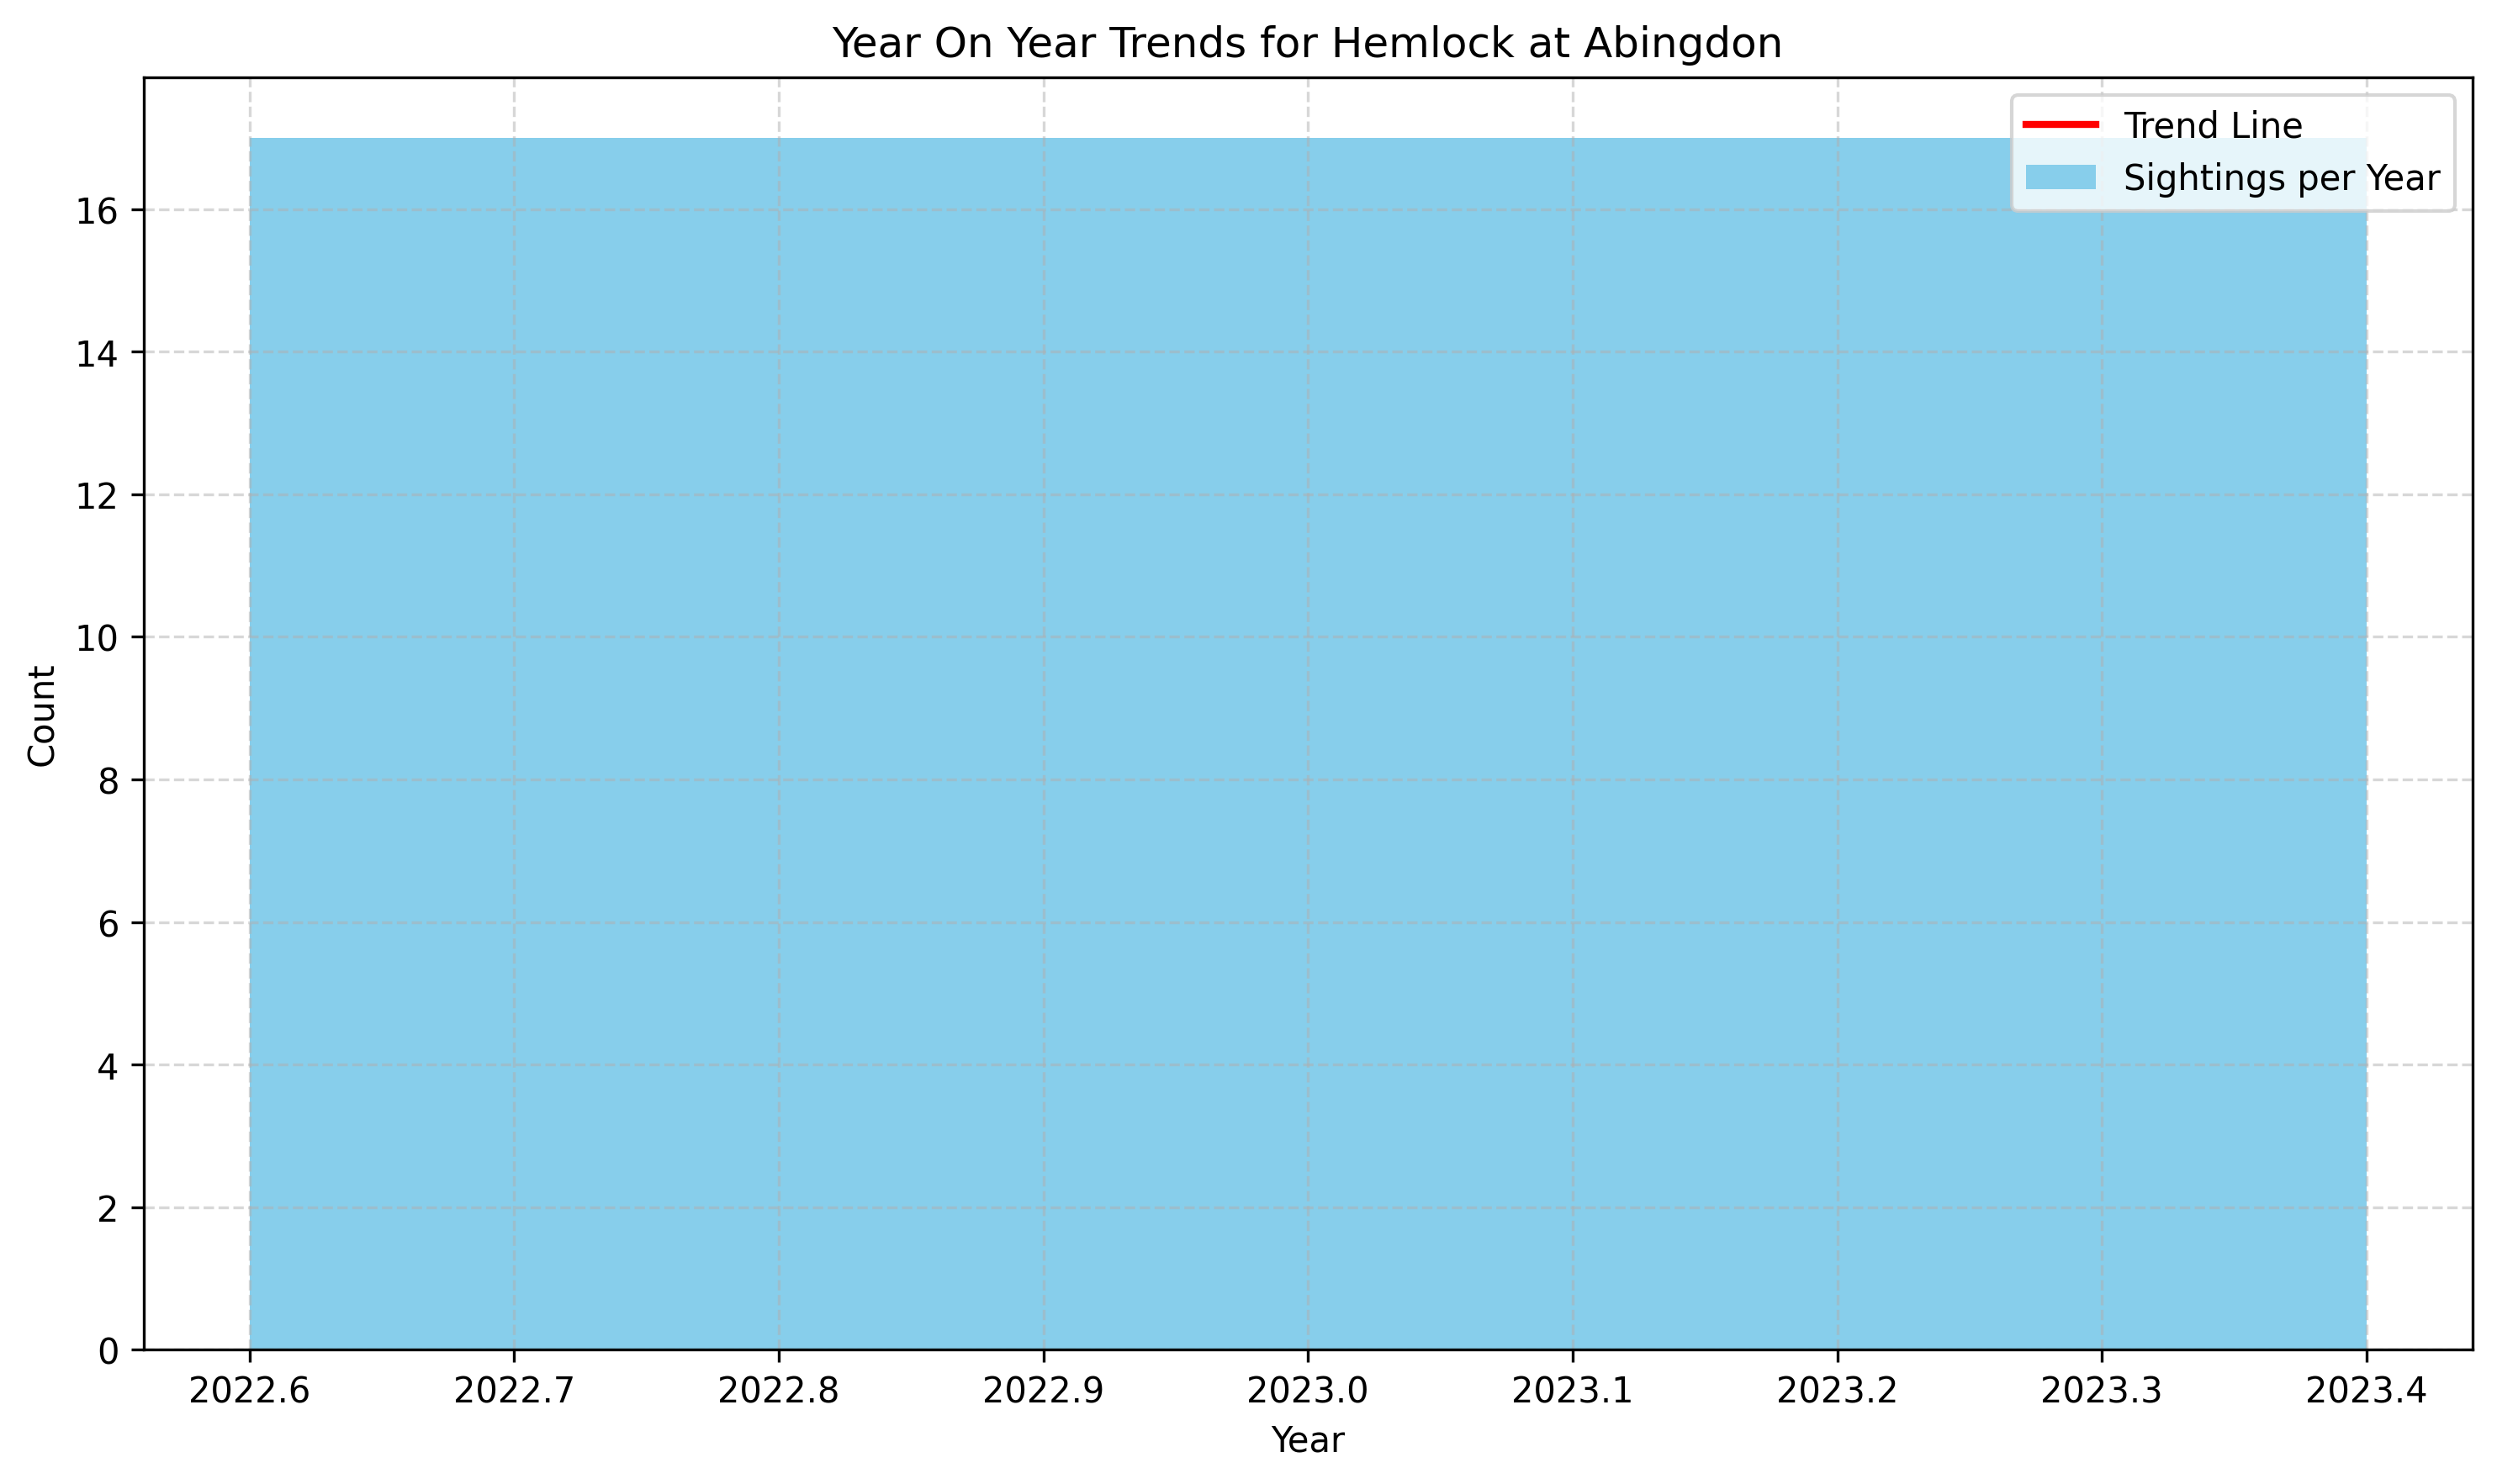 Year On Year Trends for Hemlock at Abingdon
Trend Line
Sightings per Year
16
14
12
10
8
6
4
2
0
Count
2022.6 2022.7 2022.8 2022.9 2023.0 2023.1 2023.2 2023.3 2023.4
Year